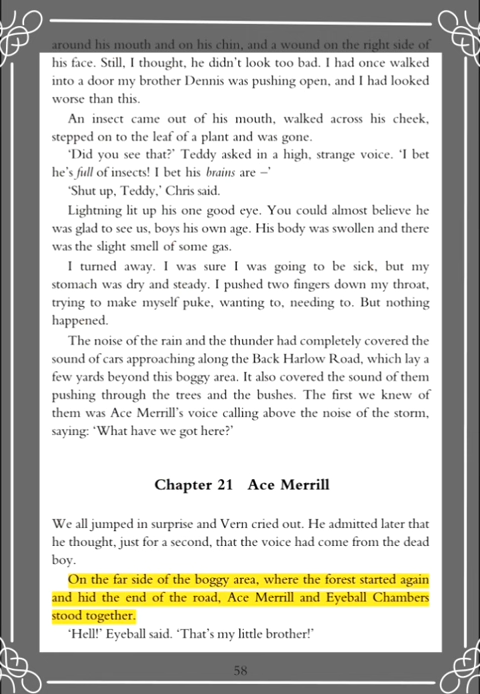 around his mouth and on his chin, and a wound on the right side of
his face. Still, I thought, he didn't look too bad. I had once walked
into a door my brother Dennis was pushing open, and I had looked
worse than this.
An insect came out of his mouth, walked across his cheek,
stepped on to the leaf of a plant and was gone.
'Did you see that?' Teddy asked in a high, strange voice. 'I bet
he's full of insects! I bet his brains are –'
'Shut up, Teddy,' Chris said.
Lightning lit up his one good eye. You could almost believe he
was glad to see us, boys his own age. His body was swollen and there
was the slight smell of some gas.
I turned away. I was sure I was going to be sick, but my
stomach was dry and steady. I pushed two fingers down my throat,
trying to make myself puke, wanting to, needing to. But nothing
happened.
The noise of the rain and the thunder had completely covered the
sound of cars approaching along the Back Harlow Road, which lay a
few yards beyond this boggy area. It also covered the sound of them
pushing through the trees and the bushes. The first we knew of
them was Ace Merrill's voice calling above the noise of the storm,
saying: 'What have we got here?'
Chapter 21 Ace Merrill
We all jumped in surprise and Vern cried out. He admitted later that
he thought, just for a second, that the voice had come from the dead
boy.
On the far side of the boggy area, where the forest started again
and hid the end of the road, Ace Merrill and Eyeball Chambers
stood together.
'Hell!' Eyeball said. 'That's my little brother!'
58